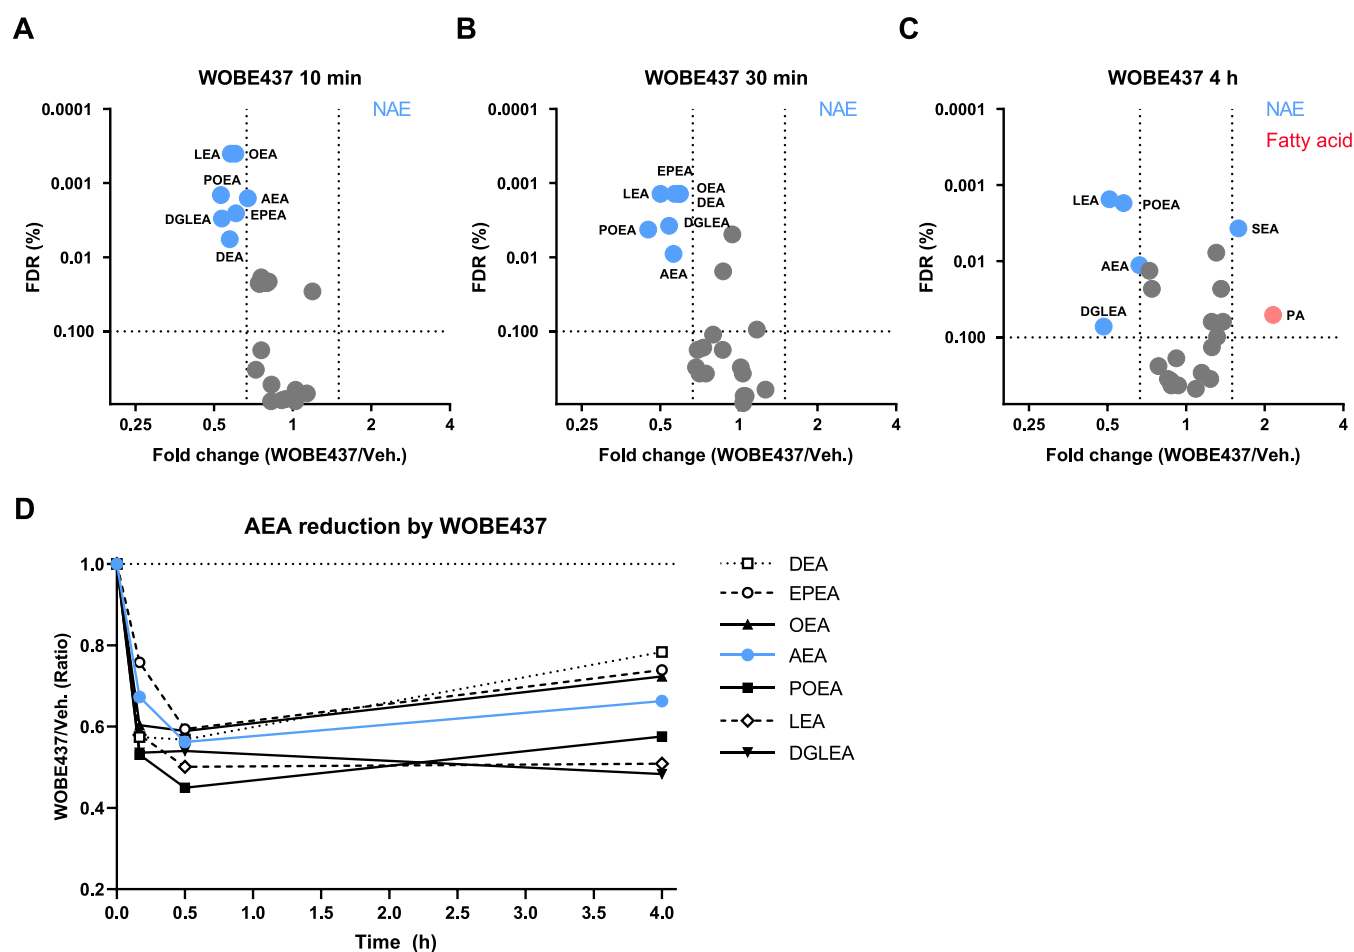 A
WOBE437 10 min
NAE
0.0001
0.001
0.01
0.100
FDR (%)
LEA
OEA
POEA
AEA
DGLEA
EPEA
DEA
0.25
0.5
1
2
4
Fold change (WOBE437/Veh.)
B
WOBE437 30 min
NAE
0.0001
0.001
0.01
0.100
FDR (%)
EPEA
LEA
OEA
DEA
POEA
DGLEA
AEA
0.25
0.5
1
2
4
Fold change (WOBE437/Veh.)
C
WOBE437 4 h
NAE
Fatty acid
0.0001
0.001
0.01
0.100
FDR (%)
LEA
POEA
SEA
AEA
DGLEA
PA
0.25
0.5
1
2
4
Fold change (WOBE437/Veh.)
D
AEA reduction by WOBE437
1.0
0.8
0.6
0.4
0.2
WOBE437/Veh. (Ratio)
0.0
0.5
1.0
1.5
2.0
2.5
3.0
3.5
4.0
Time (h)
DEA
EPEA
OEA
AEA
POEA
LEA
DGLEA